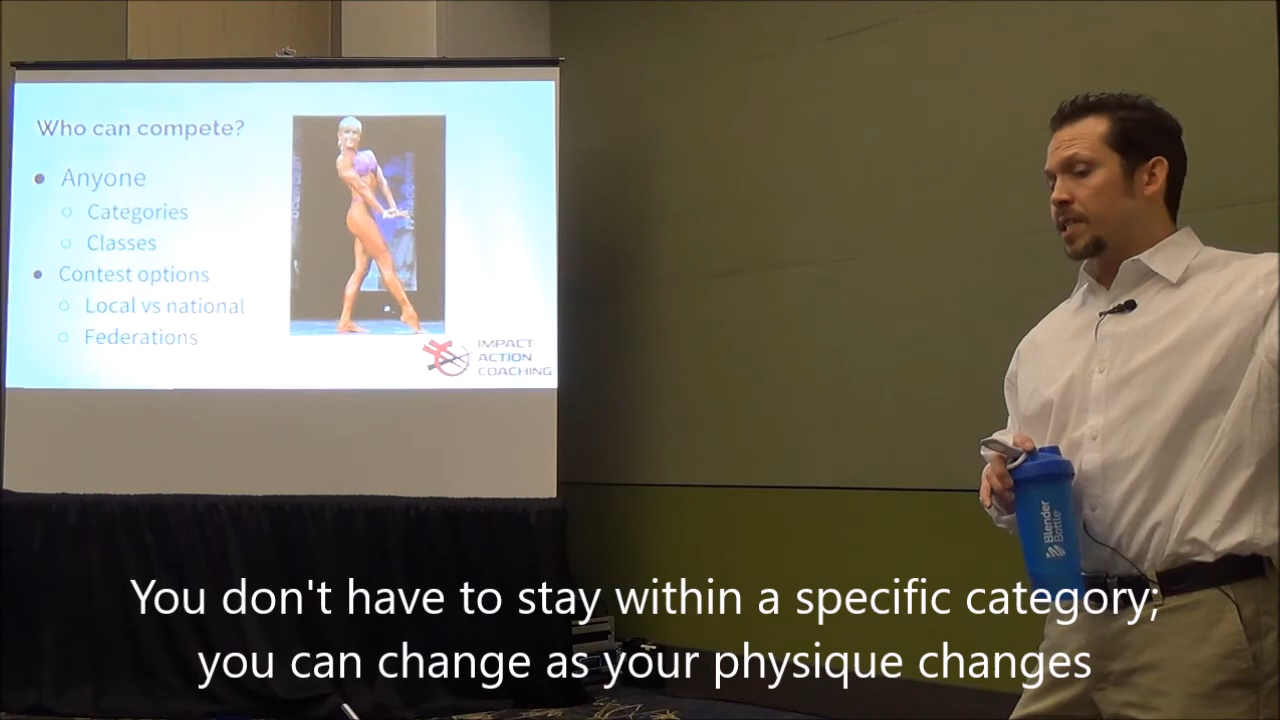 Who can compete?
Anyone
Categories
Classes
Contest options
Local vs national
Federations
IMPACT
ACTION
COACHING
Blender
Bottle
You don't have to stay within a specific category;
you can change as your physique changes